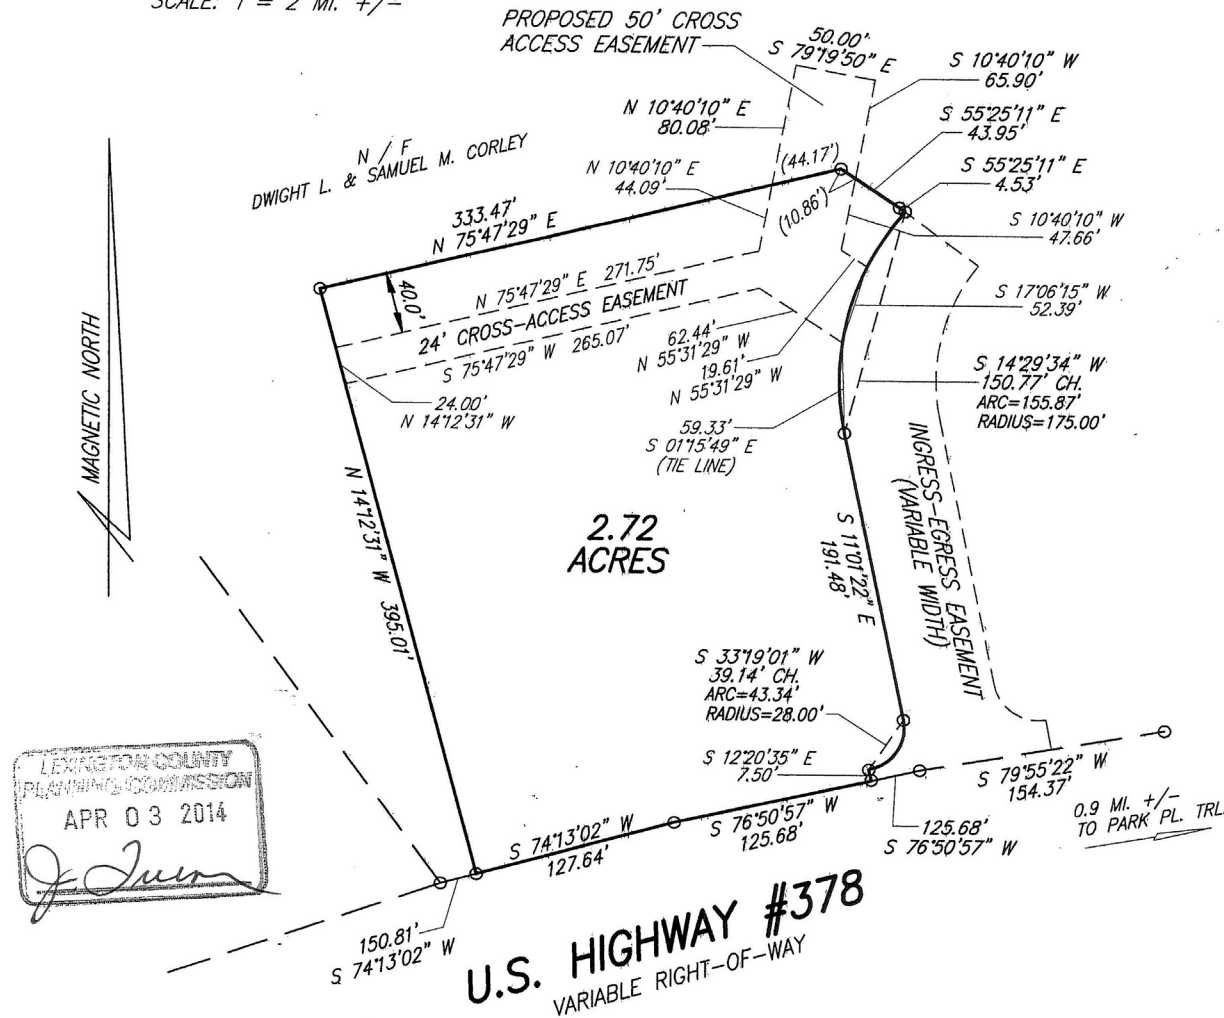 SCALE: 1" = 2 MI. +/-
PROPOSED 50' CROSS
ACCESS EASEMENT
50.00'
S 79°19'50" E
S 10°40'10" W
65.90'
N 10°40'10" E
80.08'
S 55°25'11" E
43.95'
N / F
DWIGHT L. & SAMUEL M. CORLEY
N 10°40'10" E
44.09'
(44.17')
(10.86')
S 55°25'11" E
4.53'
S 10°40'10" W
47.66'
333.47'
N 75°47'29" E
40.0'
N 75°47'29" E 271.75'
24' CROSS-ACCESS EASEMENT
S 75°47'29" W 265.07'
62.44'
N 55°31'29" W
19.61'
N 55°31'29" W
S 17°06'15" W
52.39'
S 14°29'34" W
150.77' CH.
ARC=155.87'
RADIUS=175.00'
24.00'
N 14°12'31" W
59.33'
S 01°15'49" E
(TIE LINE)
MAGNETIC NORTH
N 14°12'31" W 395.01'
2.72
ACRES
S 11°01'22" E
191.48'
INGRESS-EGRESS EASEMENT
(VARIABLE WIDTH)
S 33°19'01" W
39.14' CH.
ARC=43.34'
RADIUS=28.00'
S 12°20'35" E
7.50'
LEXINGTON COUNTY
PLANNING COMMISSION
APR 03 2014
S 74°13'02" W
127.64'
S 76°50'57" W
125.68'
125.68'
S 76°50'57" W
S 79°55'22" W
154.37'
0.9 MI. +/-
TO PARK PL. TRL.
150.81'
S 74°13'02" W
U.S. HIGHWAY #378
VARIABLE RIGHT-OF-WAY